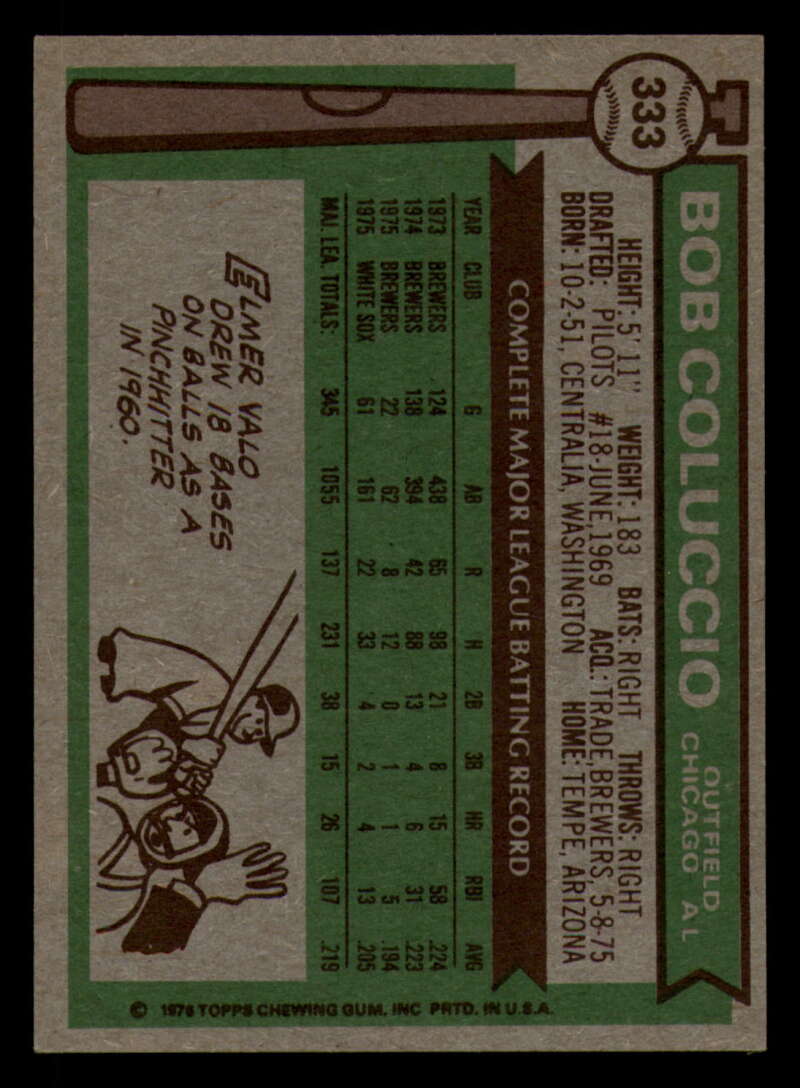 333
BOB COLUCCIO
OUTFIELD
CHICAGO AL
HEIGHT: 5' 11" WEIGHT: 183 BATS: RIGHT THROWS: RIGHT
DRAFTED: PILOTS #18-JUNE, 1969 ACQ.: TRADE, BREWERS, 5-8-75
BORN: 10-2-51, CENTRALIA, WASHINGTON HOME: TEMPE, ARIZONA
COMPLETE MAJOR LEAGUE BATTING RECORD
YEAR CLUB G AB R H 2B 3B HR RBI AVG
1973 BREWERS 124 438 65 98 21 8 15 58 .224
1974 BREWERS 138 394 42 88 13 4 6 31 .223
1975 BREWERS 22 62 8 12 0 1 1 5 .194
1975 WHITE SOX 61 161 22 33 4 2 4 13 .205
MAJ. LEA. TOTALS: 345 1055 137 231 38 15 26 107 .219
ELMER VALO
DREW 18 BASES
ON BALLS AS A
PINCHHITTER
IN 1960.
© 1976 TOPPS CHEWING GUM, INC PRTD. IN U.S.A.